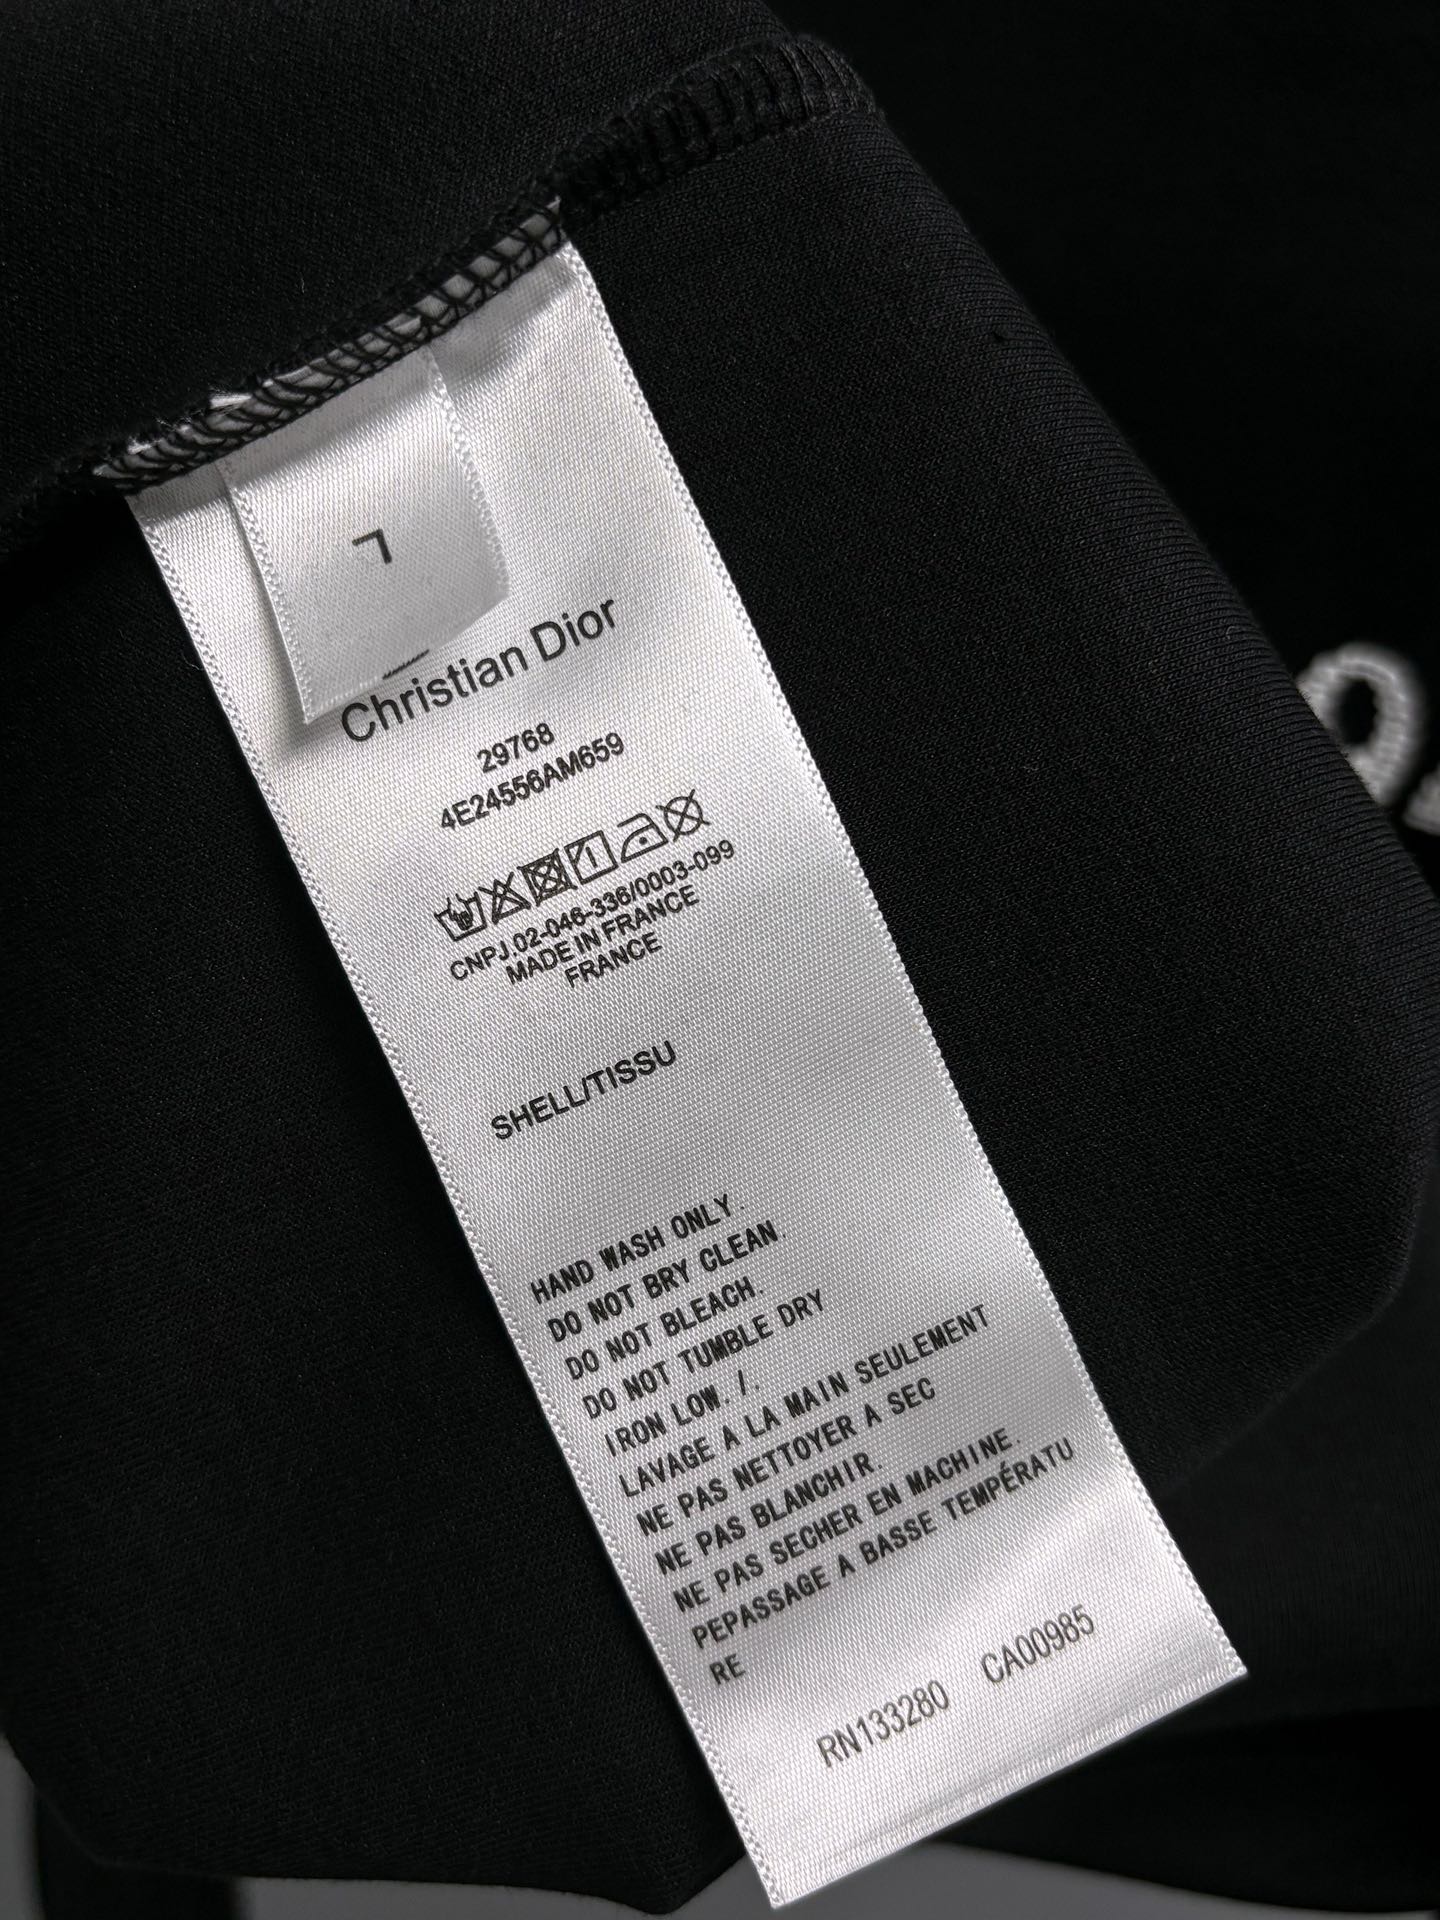 L
Christian Dior
29768
4E24556AM659
CNPJ.02-046-336/0003-099
MADE IN FRANCE
FRANCE
SHELL/TISSU
HAND WASH ONLY.
DO NOT BRY CLEAN.
DO NOT BLEACH.
DO NOT TUMBLE DRY
IRON LOW. /.
LAVAGE A LA MAIN SEULEMENT
NE PAS NETTOYER A SEC
NE PAS BLANCHIR.
NE PAS SECHER EN MACHINE.
PEPASSAGE A BASSE TEMPÉRATU
RE
RN133280 CA00985